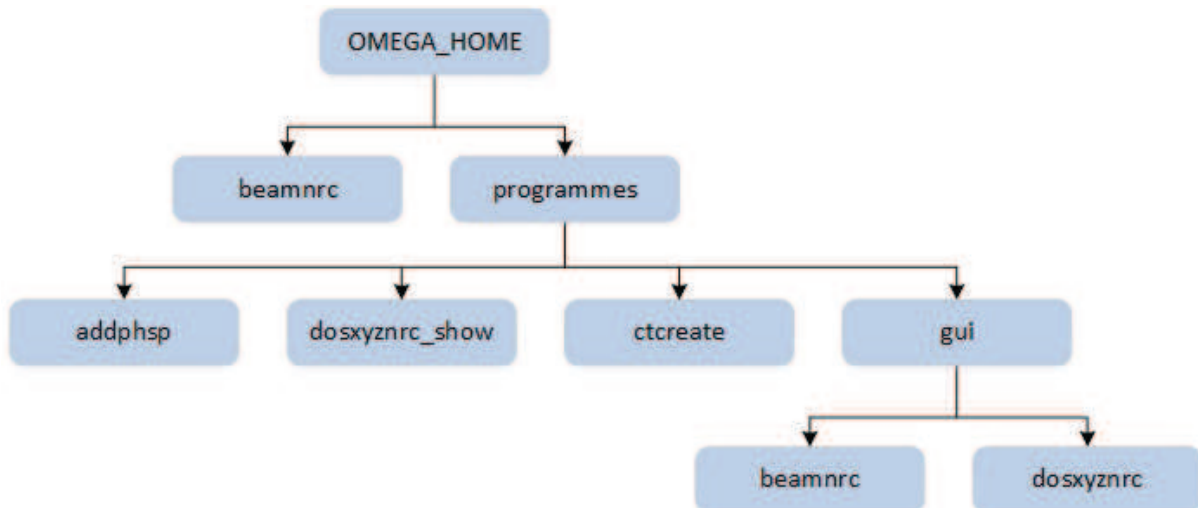 OMEGA_HOME
beamnrc
programmes
addphsp
dosxyznrc_show
ctcreate
gui
beamnrc
dosxyznrc